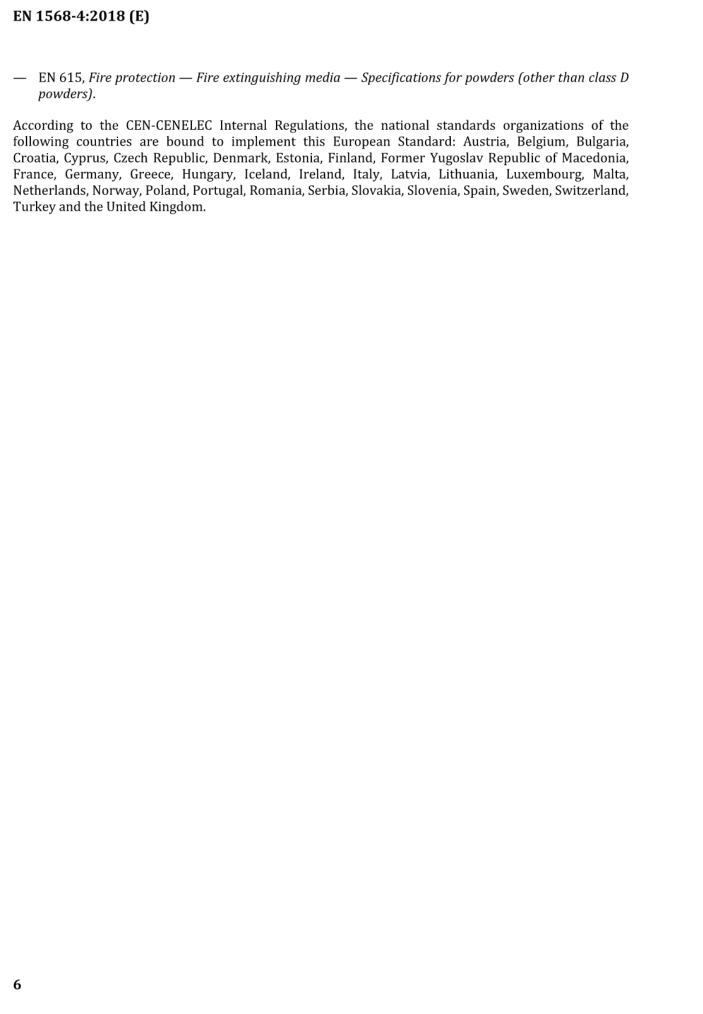 EN 1568-4:2018 (E)
— EN 615, Fire protection — Fire extinguishing media — Specifications for powders (other than class D
powders).
According to the CEN-CENELEC Internal Regulations, the national standards organizations of the
following countries are bound to implement this European Standard: Austria, Belgium, Bulgaria,
Croatia, Cyprus, Czech Republic, Denmark, Estonia, Finland, Former Yugoslav Republic of Macedonia,
France, Germany, Greece, Hungary, Iceland, Ireland, Italy, Latvia, Lithuania, Luxembourg, Malta,
Netherlands, Norway, Poland, Portugal, Romania, Serbia, Slovakia, Slovenia, Spain, Sweden, Switzerland,
Turkey and the United Kingdom.
6